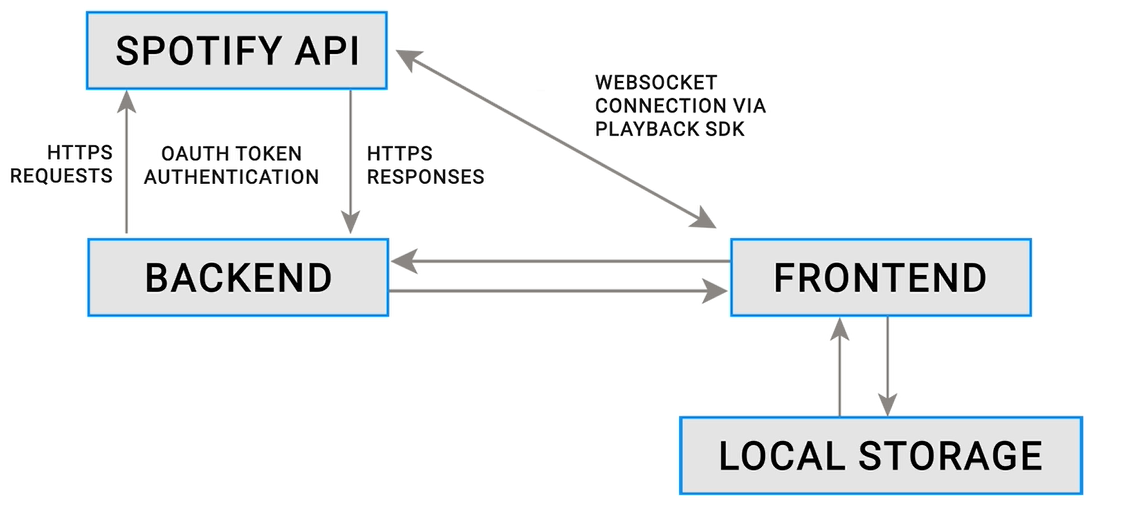 SPOTIFY API
WEBSOCKET
CONNECTION VIA
PLAYBACK SDK
HTTPS
REQUESTS
OAUTH TOKEN
AUTHENTICATION
HTTPS
RESPONSES
BACKEND
FRONTEND
LOCAL STORAGE